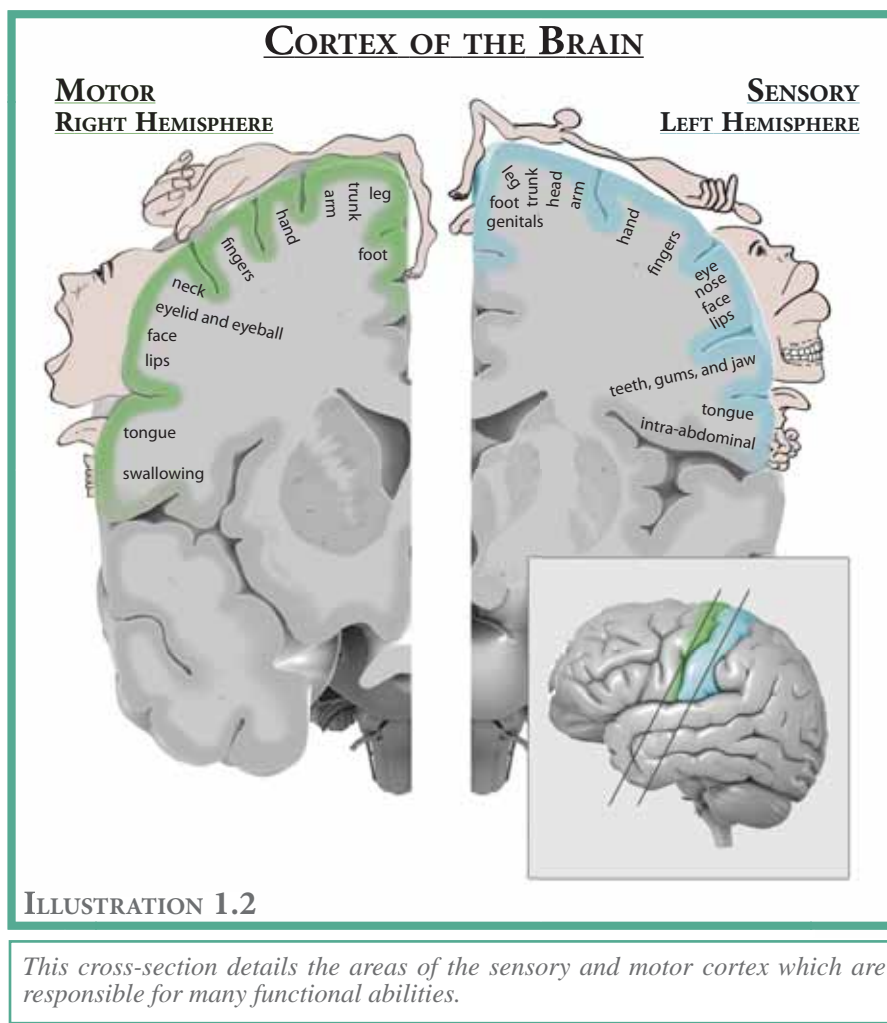 CORTEX OF THE BRAIN
MOTOR
RIGHT HEMISPHERE
SENSORY
LEFT HEMISPHERE
leg
trunk
arm
hand
fingers
foot
neck
eyelid and eyeball
face
lips
tongue
swallowing
leg
trunk
head
arm
foot
genitals
hand
fingers
eye
nose
face
lips
teeth, gums, and jaw
tongue
intra-abdominal
ILLUSTRATION 1.2
This cross-section details the areas of the sensory and motor cortex which are
responsible for many functional abilities.